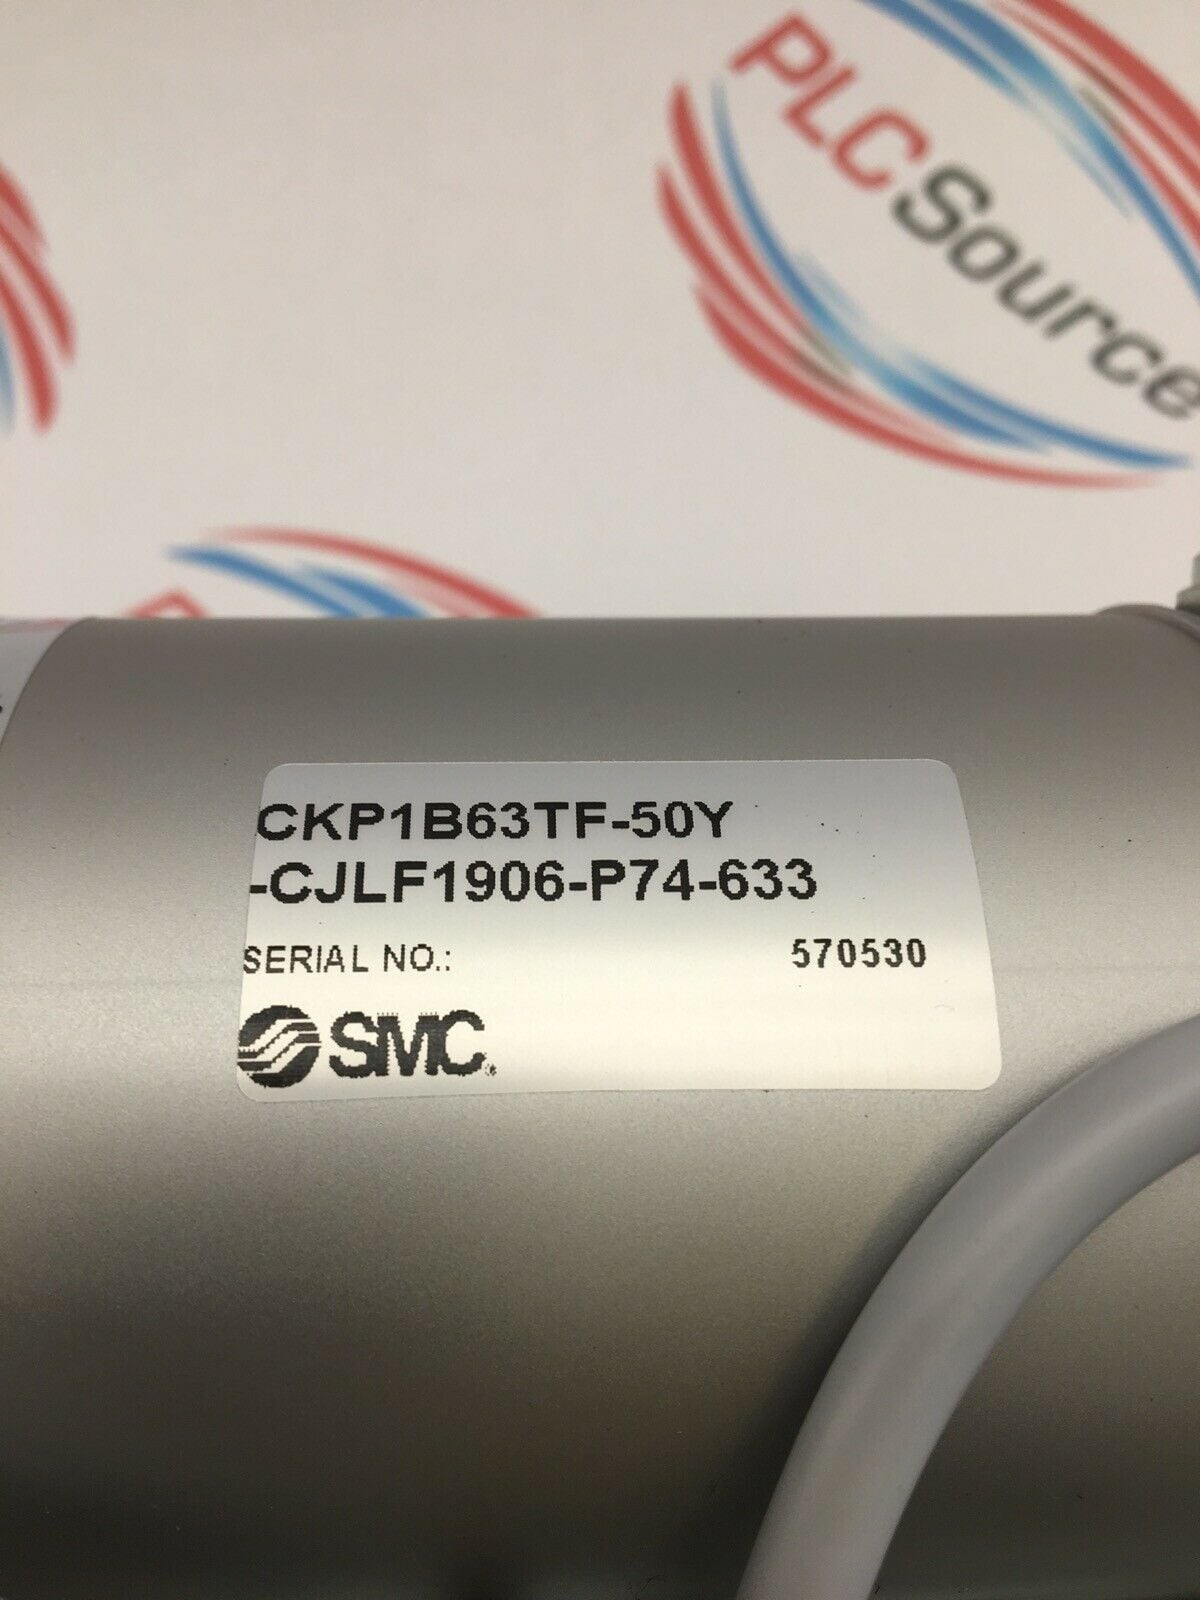 PLC Source
CKP1B63TF-50Y
-CJLF1906-P74-633
SERIAL NO.: 570530
SMC